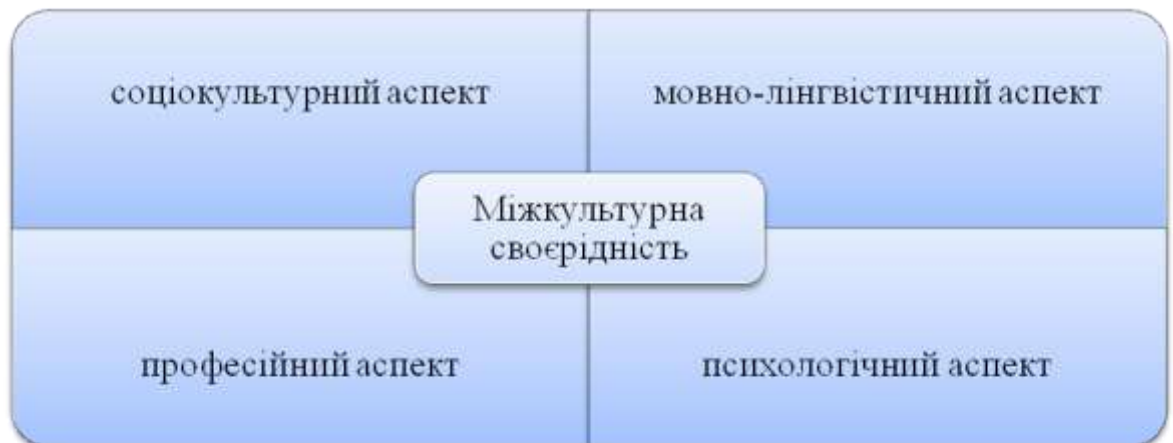 соціокультурний аспект
мовно-лінгвістичний аспект
Міжкультурна
своєрідність
професійний аспект
психологічний аспект